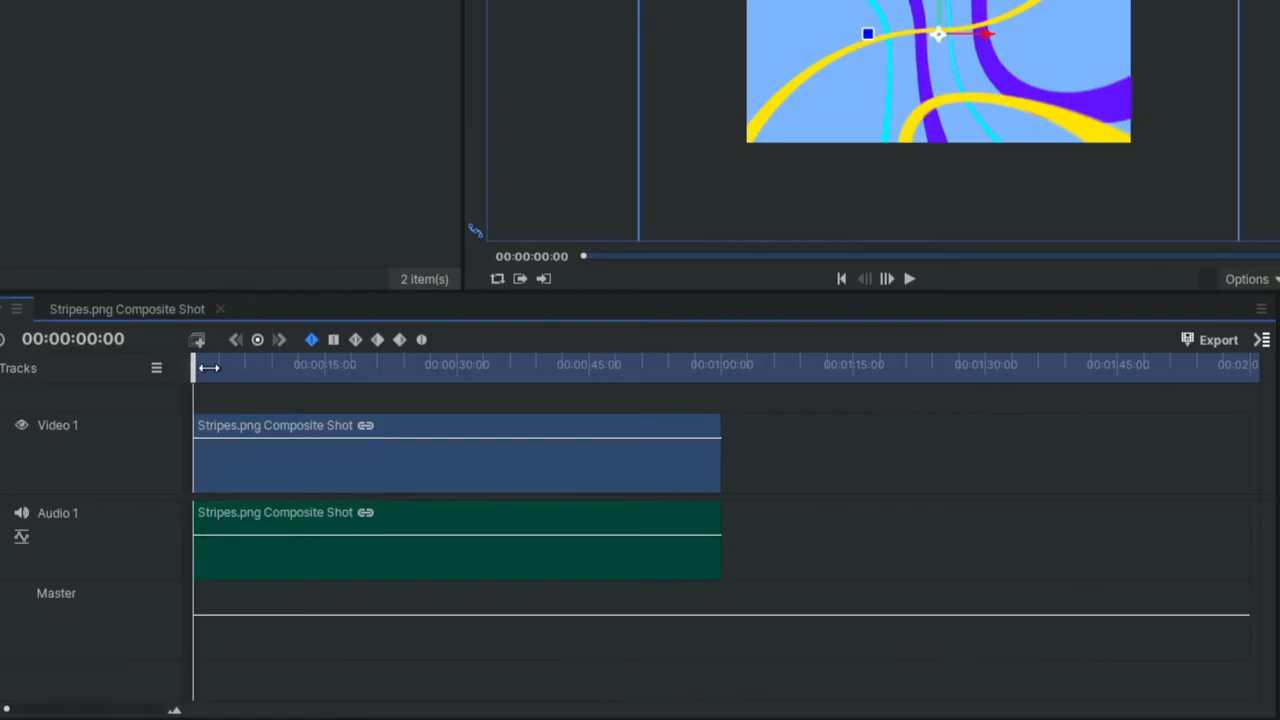 00:00:00:00
2 item(s)
Options
Stripes.png Composite Shot
00:00:00:00
Export
Tracks
00:00:15:00 00:00:30:00 00:00:45:00 00:01:00:00 00:01:15:00 00:01:30:00 00:01:45:00 00:02:0
Video 1
Stripes.png Composite Shot
Audio 1
Stripes.png Composite Shot
Master